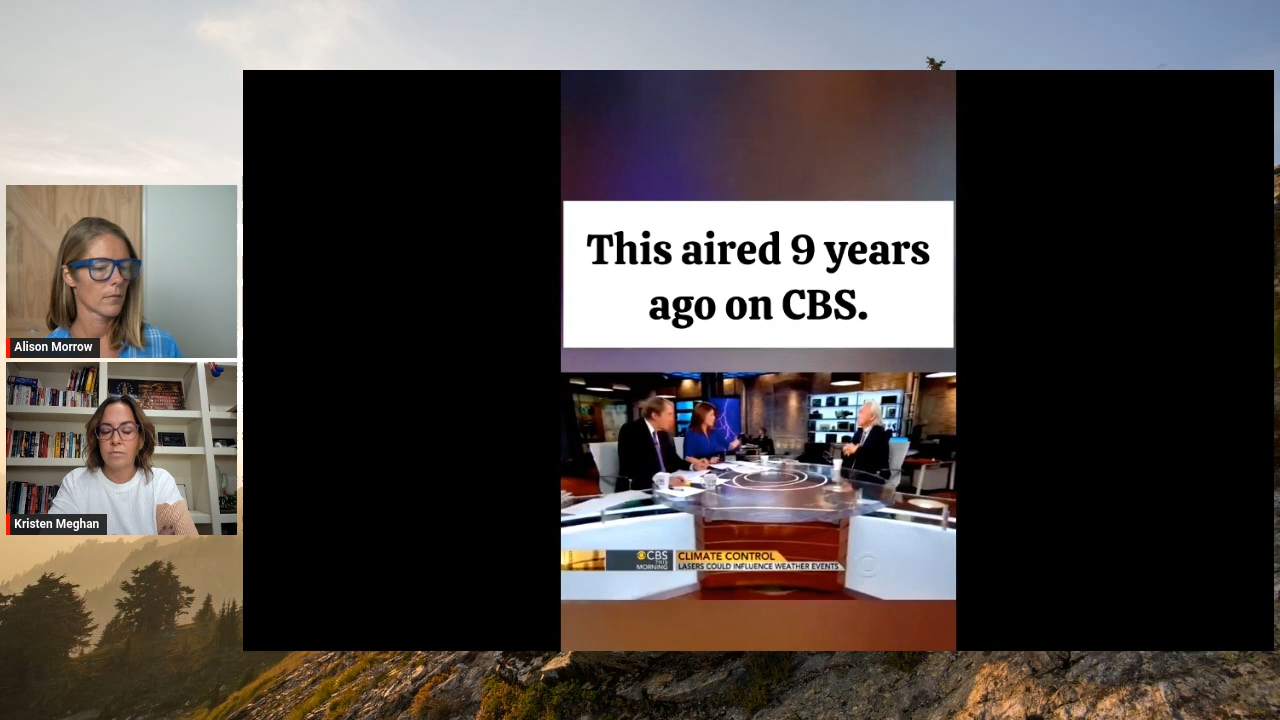 This aired 9 years
ago on CBS.
Alison Morrow
Kristen Meghan
CBS
THIS
MORNING
CLIMATE CONTROL
LASERS COULD INFLUENCE WEATHER EVENTS